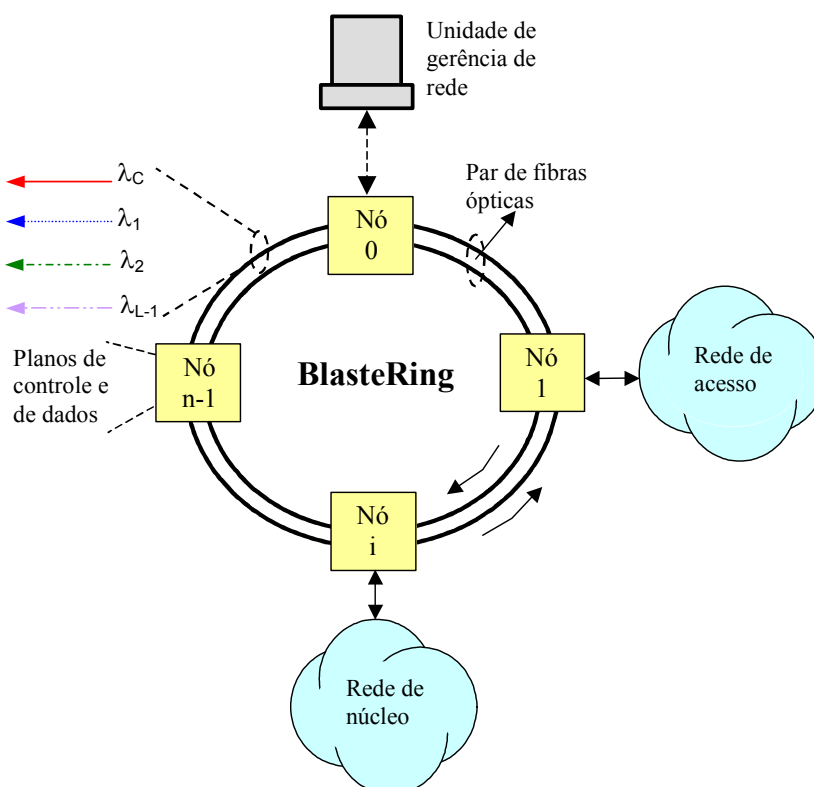 Unidade de
gerência de
rede
Par de fibras
ópticas
λC
λ1
λ2
λL-1
Nó
0
Planos de
controle e
de dados
Nó
n-1
BlasteRing
Nó
1
Rede de
acesso
Nó
i
Rede de
núcleo